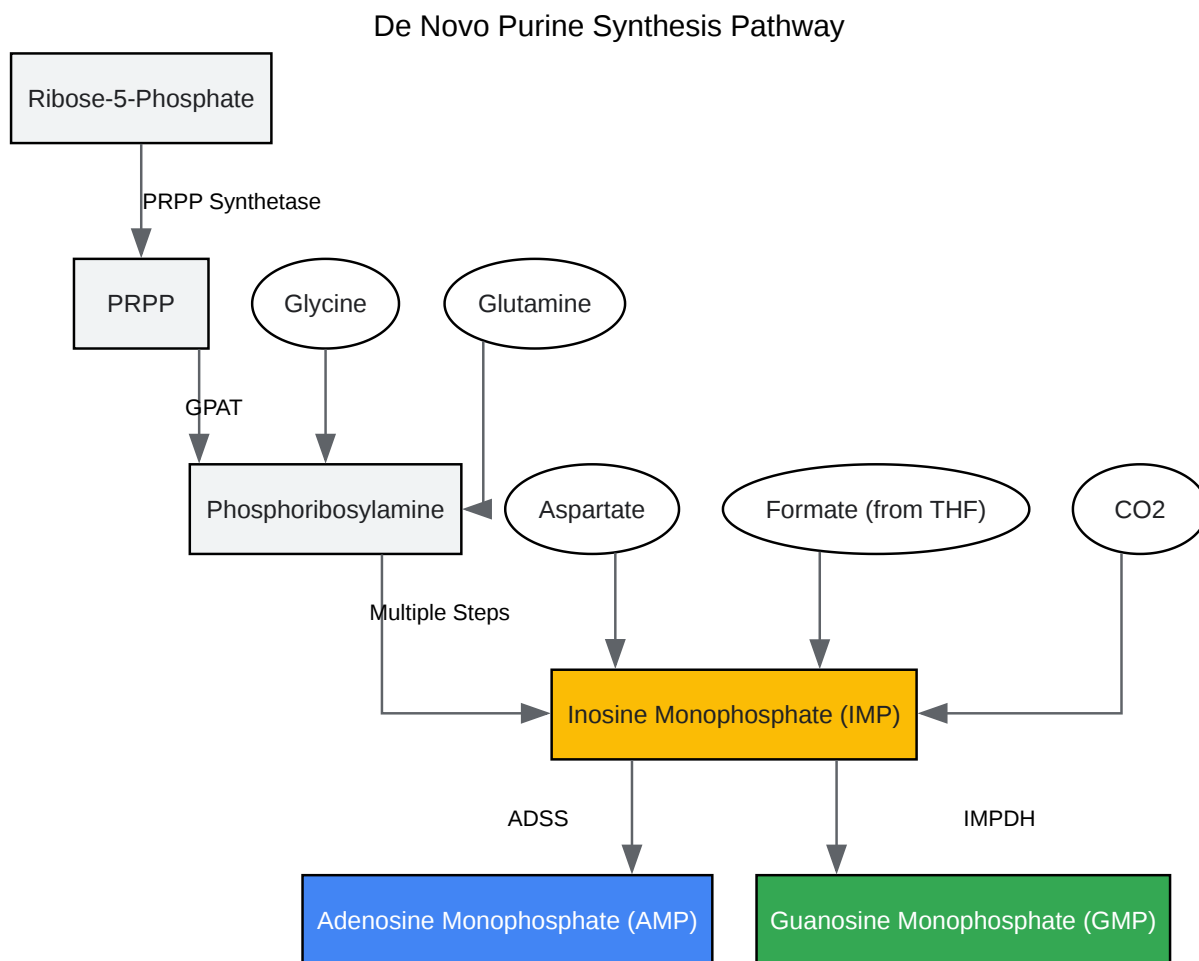 De Novo Purine Synthesis Pathway
Ribose-5-Phosphate
PRPP Synthetase
PRPP
Glycine
Glutamine
GPAT
Phosphoribosylamine
Aspartate
Formate (from THF)
CO2
Multiple Steps
Inosine Monophosphate (IMP)
ADSS
IMPDH
Adenosine Monophosphate (AMP)
Guanosine Monophosphate (GMP)